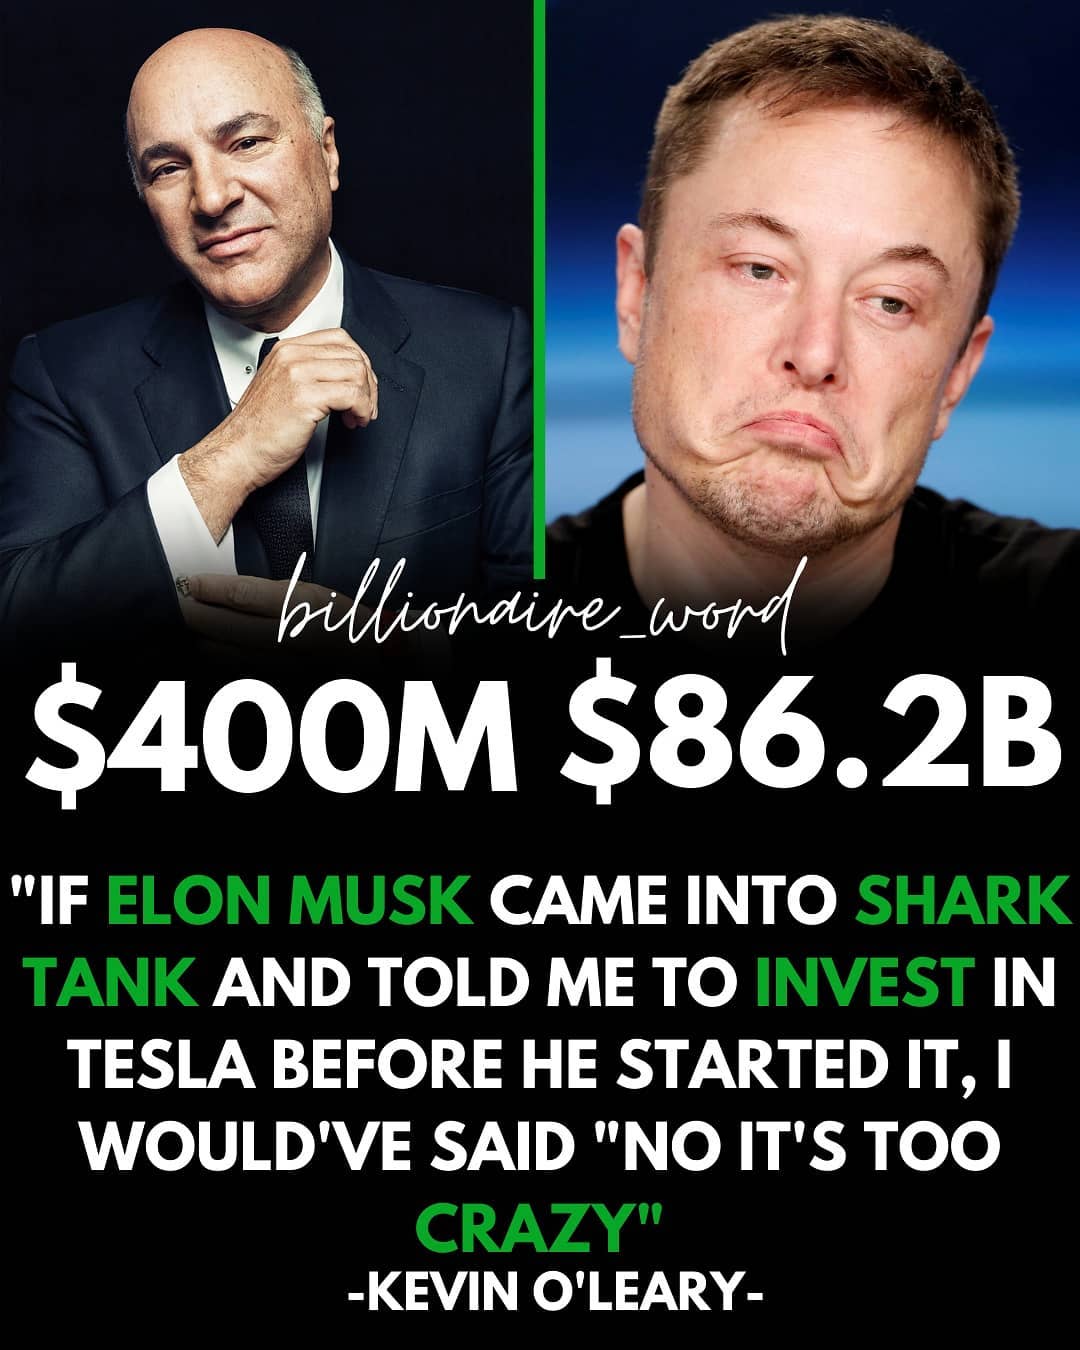 billionaire_word
$400M $86.2B
"IF ELON MUSK CAME INTO SHARK
TANK AND TOLD ME TO INVEST IN
TESLA BEFORE HE STARTED IT, I
WOULD'VE SAID "NO IT'S TOO
CRAZY"
-KEVIN O'LEARY-